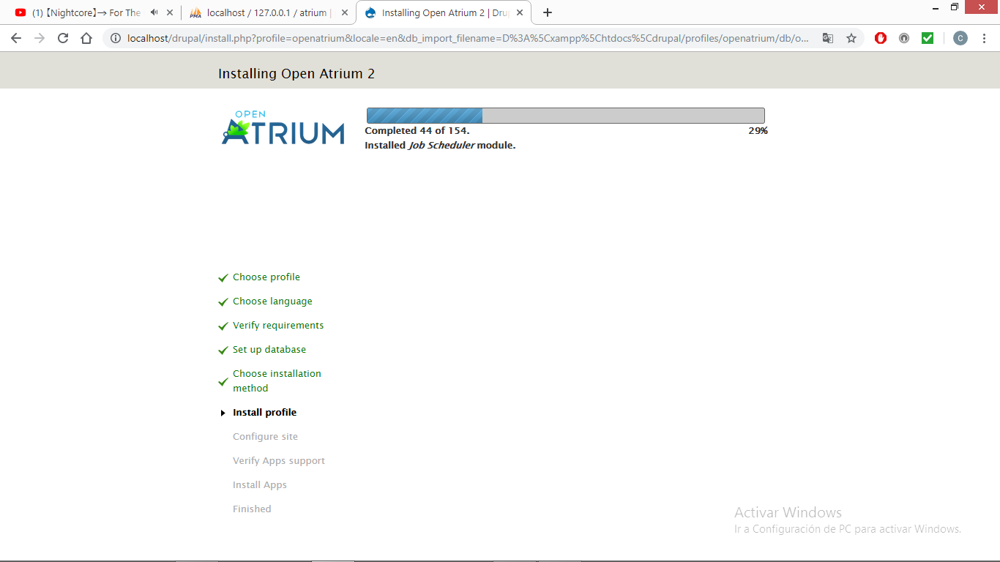 (1) 【Nightcore】→ For The
localhost / 127.0.0.1 / atrium |
Installing Open Atrium 2 | Dru
localhost/drupal/install.php?profile=openatrium&locale=en&db_import_filename=D%3A%5Cxampp%5Chtdocs%5Cdrupal/profiles/openatrium/db/o...
C
Installing Open Atrium 2
OPEN
ATRIUM
Completed 44 of 154.
29%
Installed Job Scheduler module.
Choose profile
Choose language
Verify requirements
Set up database
Choose installation
method
Install profile
Configure site
Verify Apps support
Install Apps
Finished
Activar Windows
Ir a Configuración de PC para activar Windows.